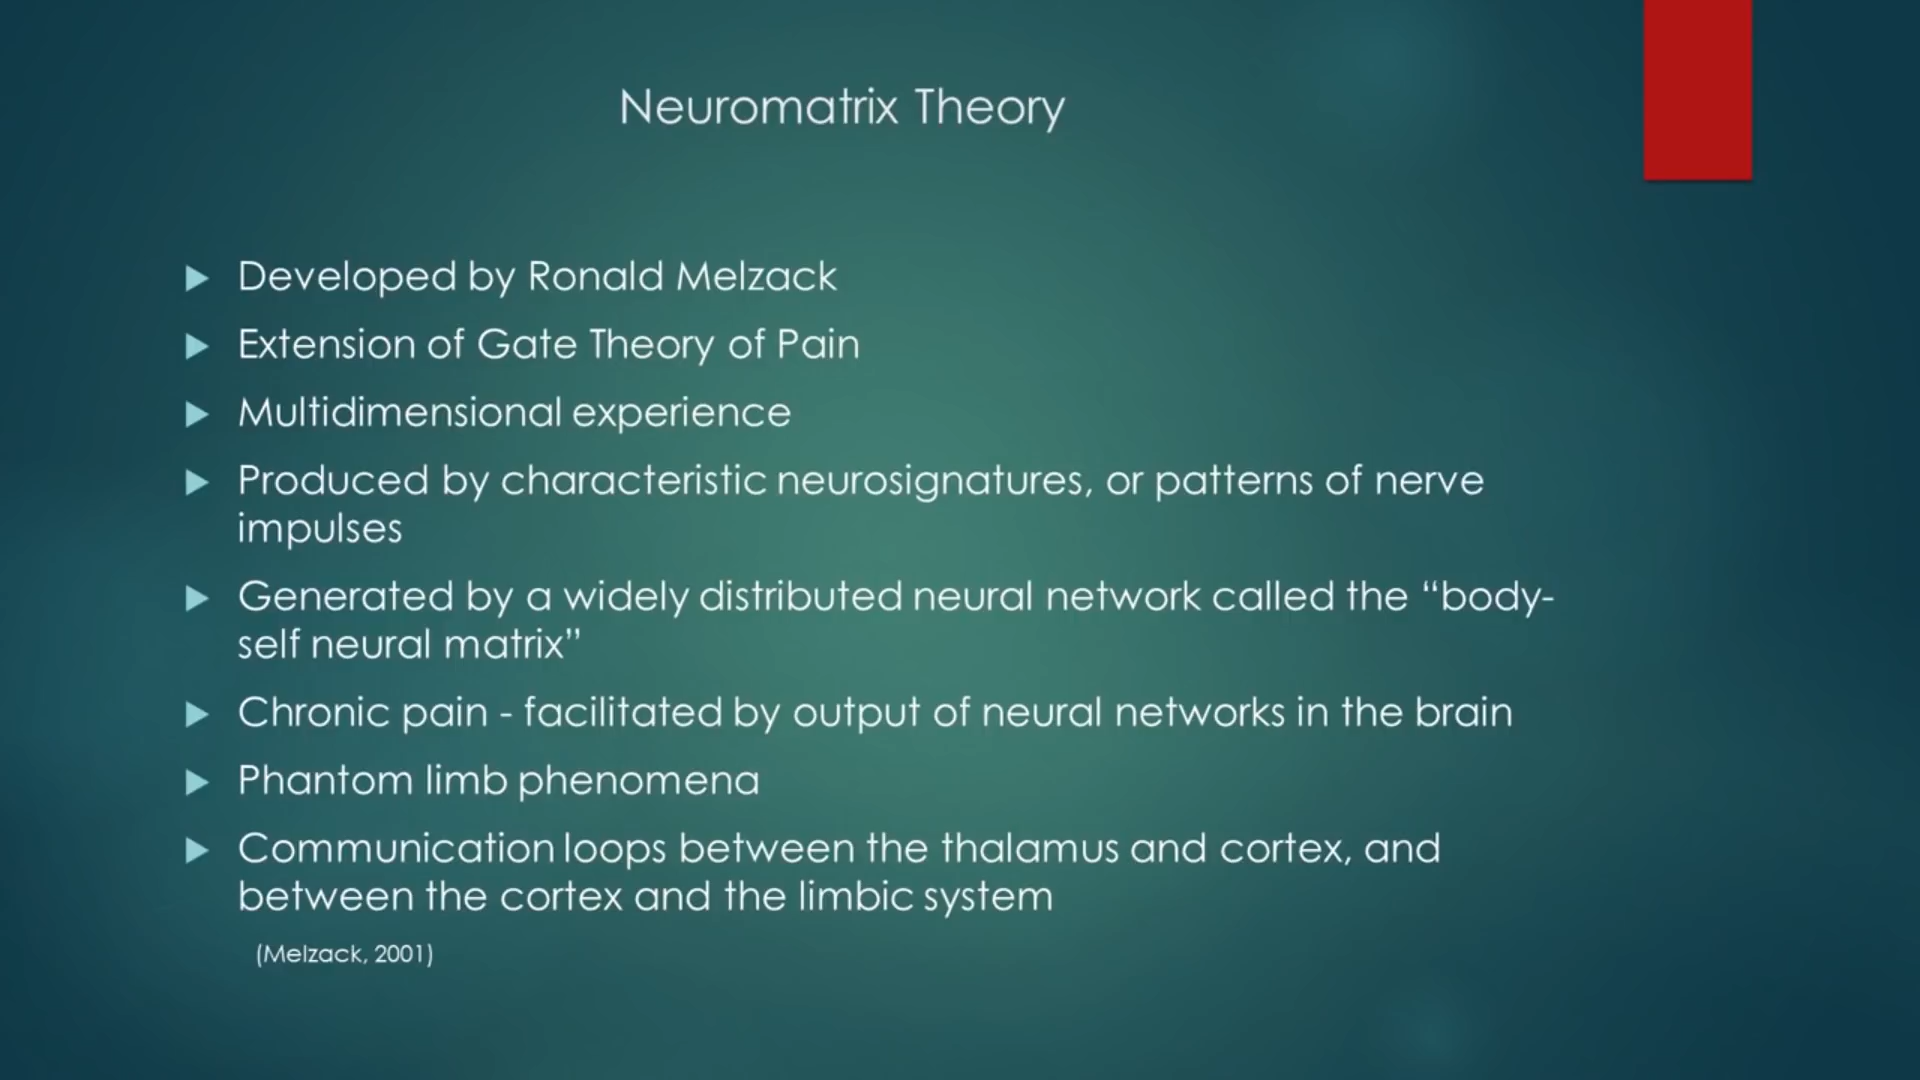 Neuromatrix Theory
Developed by Ronald Melzack
Extension of Gate Theory of Pain
Multidimensional experience
Produced by characteristic neurosignatures, or patterns of nerve
impulses
Generated by a widely distributed neural network called the “body-
self neural matrix”
Chronic pain - facilitated by output of neural networks in the brain
Phantom limb phenomena
Communication loops between the thalamus and cortex, and
between the cortex and the limbic system
(Melzack, 2001)